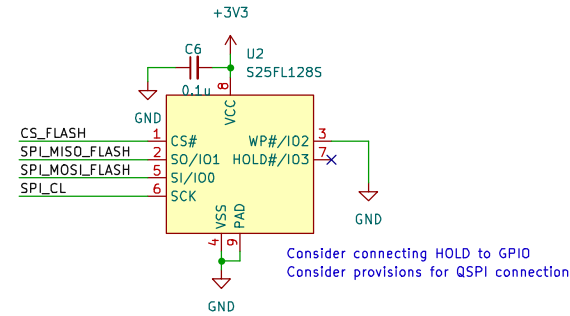 +3V3
C6
U2
S25FL128S
0.1u
8
GND
VCC
CS_FLASH 1 CS# WP#/IO2 3
SPI_MISO_FLASH 2 SO/IO1 HOLD#/IO3 7
SPI_MOSI_FLASH 5 SI/IO0
SPI_CL 6 SCK
VSS PAD
4 9
GND
Consider connecting HOLD to GPIO
Consider provisions for QSPI connection
GND